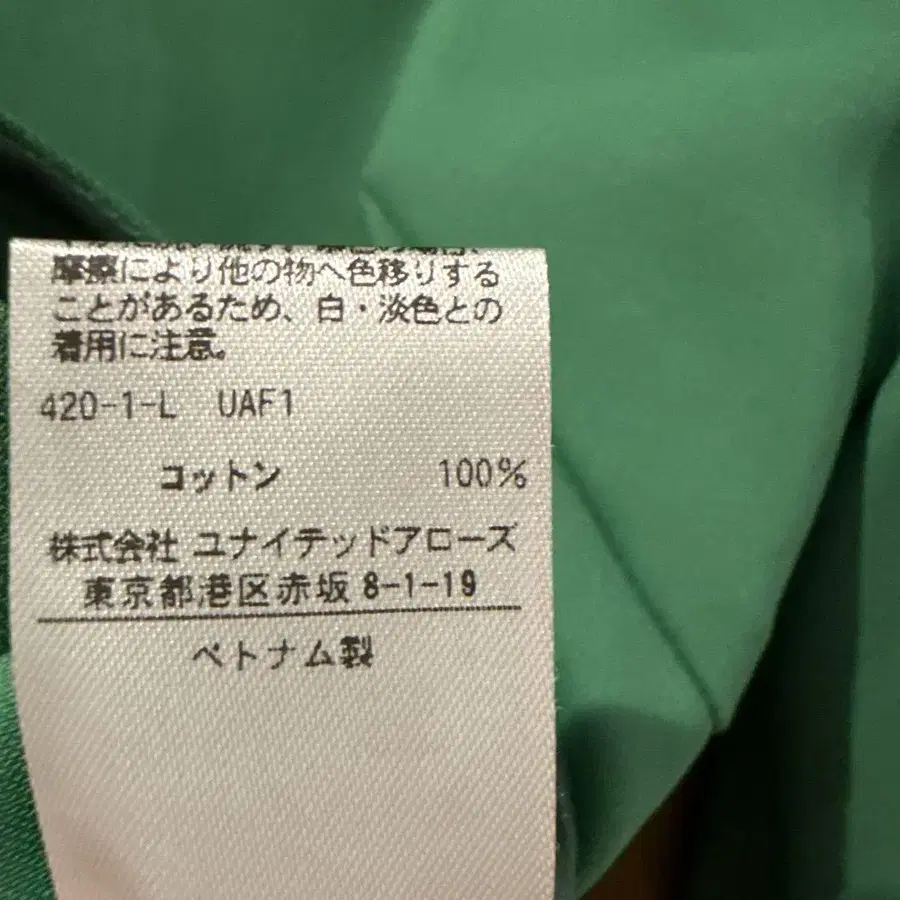 摩擦により他の物へ色移りする
ことがあるため、白・淡色との
着用に注意。
420-1-L UAF1
コットン 100%
株式会社 ユナイテッドアローズ
東京都港区赤坂 8-1-19
ベトナム製